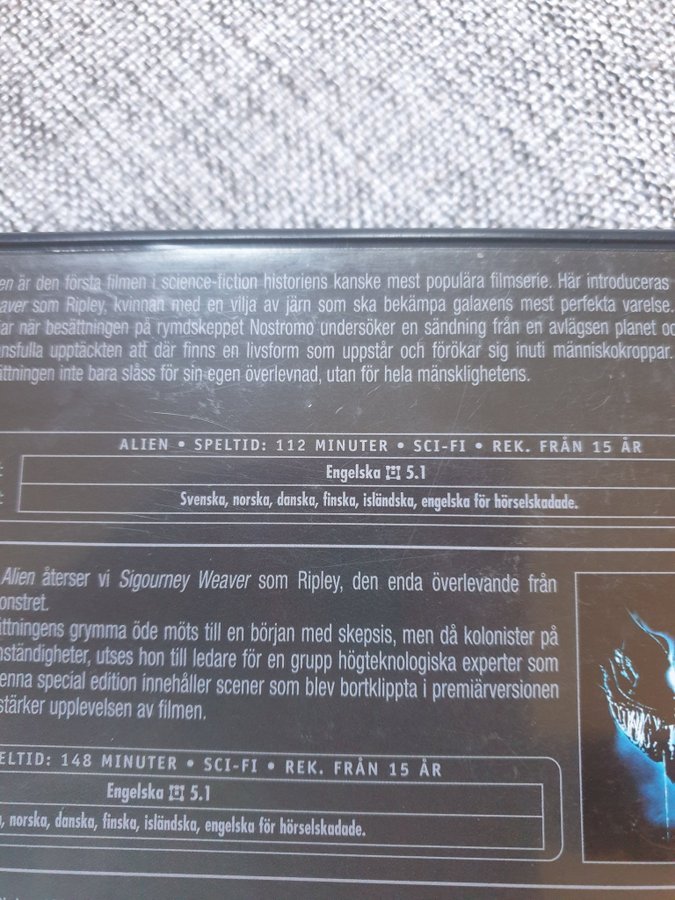 en är den första filmen i science-fiction historiens kanske mest populära filmserie. Här introduceras
aver som Ripley, kvinnan med en vilja av järn som ska bekämpa galaxens mest perfekta varelse.
ar när besättningen på rymdskeppet Nostromo undersöker en sändning från en avlägsen planet oc
nsfulla upptäckten att där finns en livsform som uppstår och förökar sig inuti människokroppar.
ättningen inte bara slåss för sin egen överlevnad, utan för hela mänsklighetens.
ALIEN • SPELTID: 112 MINUTER • SCI-FI • REK. FRÅN 15 ÅR
Engelska 5.1
Svenska, norska, danska, finska, isländska, engelska för hörselskadade.
Alien återser vi Sigourney Weaver som Ripley, den enda överlevande från
onstret.
ättningens grymma öde möts till en början med skepsis, men då kolonister på
nständigheter, utses hon till ledare för en grupp högteknologiska experter som
enna special edition innehåller scener som blev bortklippta i premiärversionen
stärker upplevelsen av filmen.
ELTID: 148 MINUTER • SCI-FI • REK. FRÅN 15 ÅR
Engelska 5.1
, norska, danska, finska, isländska, engelska för hörselskadade.